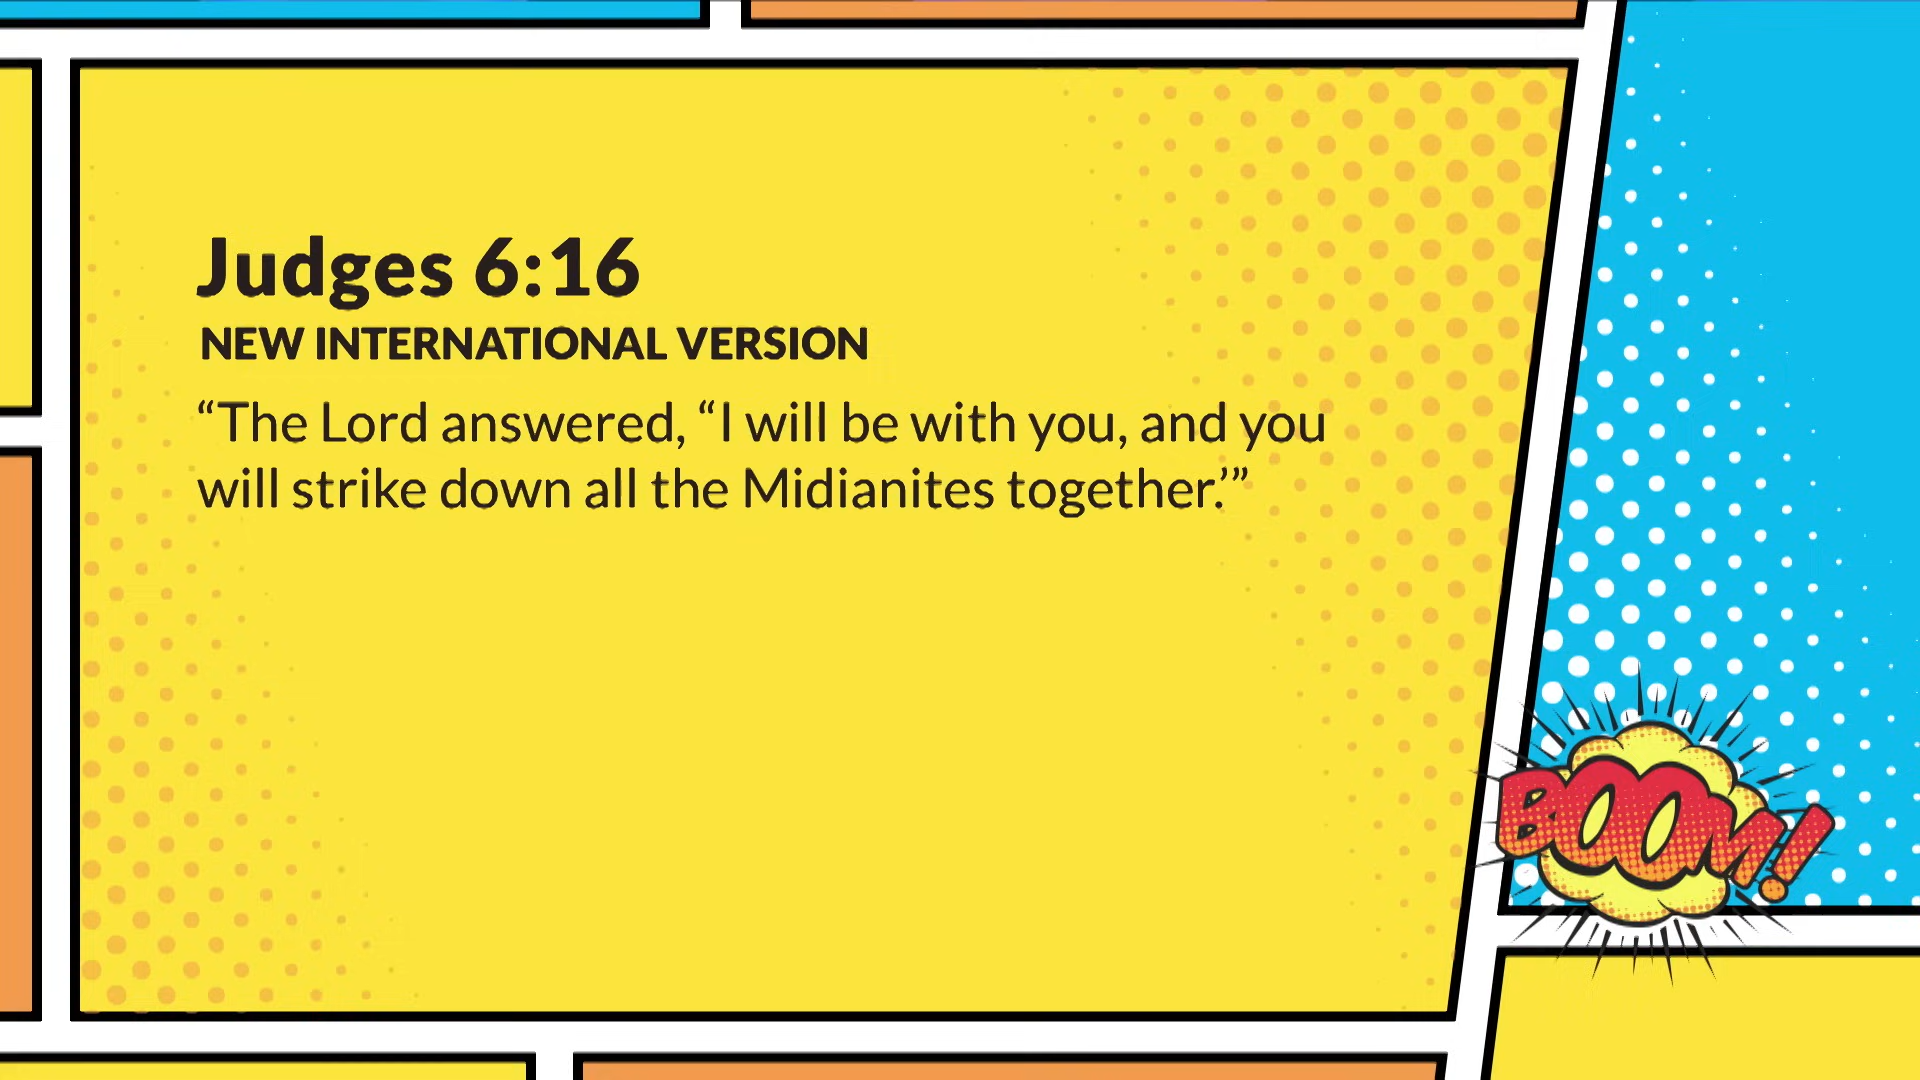 Judges 6:16
NEW INTERNATIONAL VERSION
“The Lord answered, “I will be with you, and you
will strike down all the Midianites together.’”
BOOM!